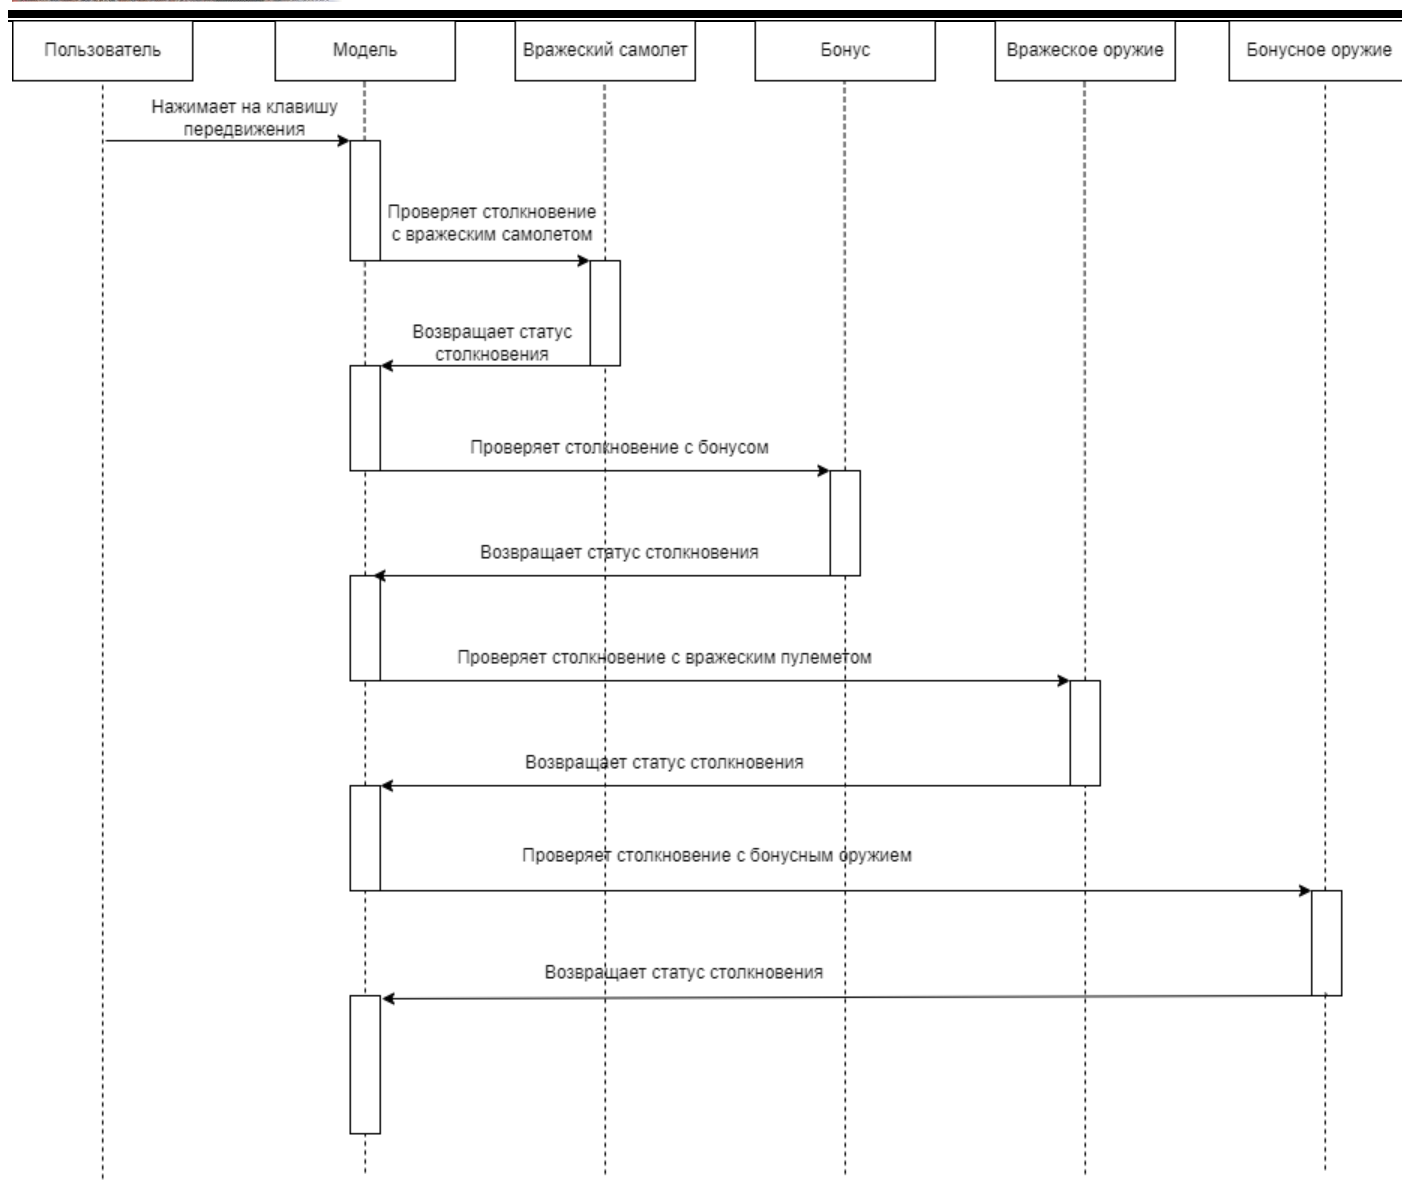 Пользователь
Модель
Вражеский самолет
Бонус
Вражеское оружие
Бонусное оружие
Нажимает на клавишу
передвижения
Проверяет столкновение
с вражеским самолетом
Возвращает статус
столкновения
Проверяет столкновение с бонусом
Возвращает статус столкновения
Проверяет столкновение с вражеским пулеметом
Возвращает статус столкновения
Проверяет столкновение с бонусным оружием
Возвращает статус столкновения